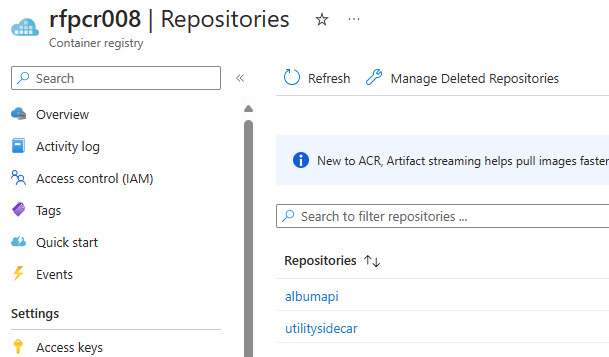 rfpcr008 | Repositories
Container registry
Search
Overview
Activity log
Access control (IAM)
Tags
Quick start
Events
Settings
Access keys
Refresh
Manage Deleted Repositories
New to ACR, Artifact streaming helps pull images faster
Search to filter repositories ...
Repositories
albumapi
utilitysidecar